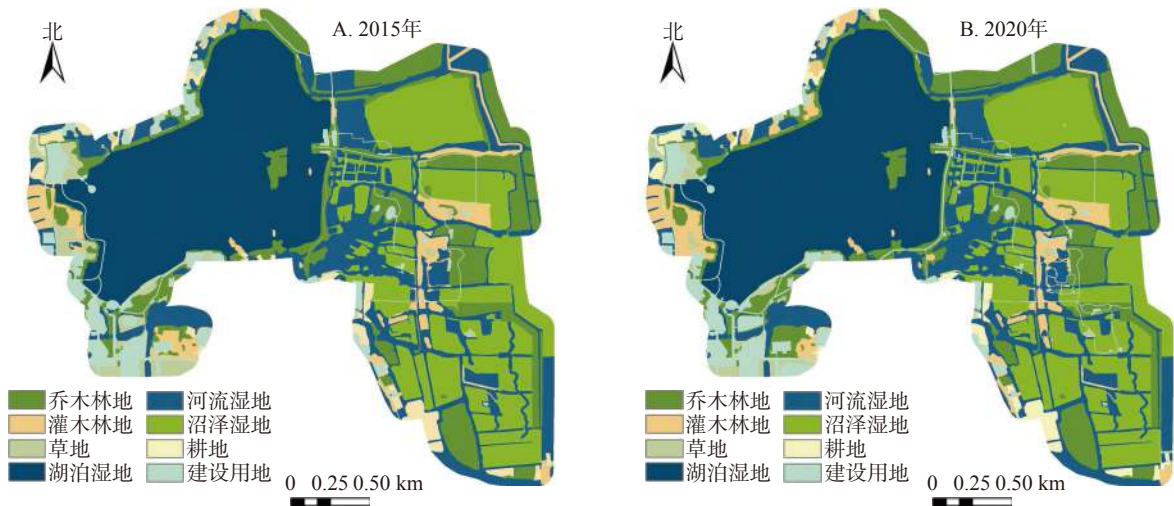 北
A. 2015年
乔木林地
河流湿地
灌木林地
沼泽湿地
草地
耕地
湖泊湿地
建设用地
0 0.25 0.50 km
北
B. 2020年
乔木林地
河流湿地
灌木林地
沼泽湿地
草地
耕地
湖泊湿地
建设用地
0 0.25 0.50 km